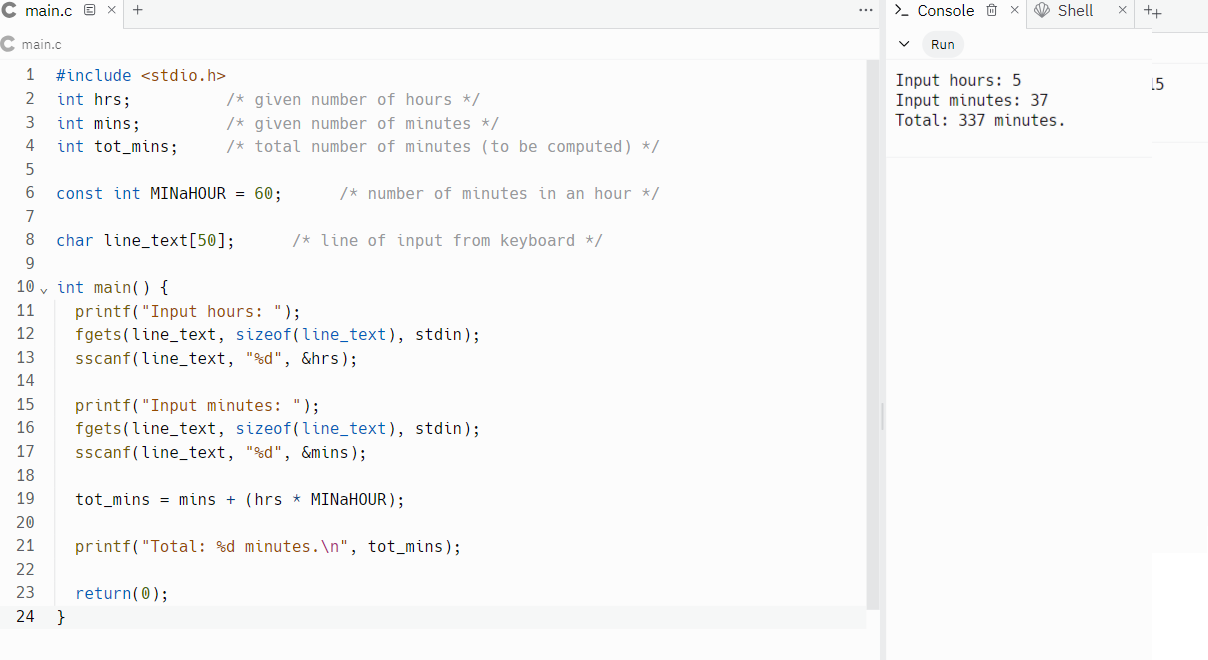 main.c
main.c
1 #include <stdio.h>
2 int hrs; /* given number of hours */
3 int mins; /* given number of minutes */
4 int tot_mins; /* total number of minutes (to be computed) */
5
6 const int MINaHOUR = 60; /* number of minutes in an hour */
7
8 char line_text[50]; /* line of input from keyboard */
9
10 int main() {
11 printf("Input hours: ");
12 fgets(line_text, sizeof(line_text), stdin);
13 sscanf(line_text, "%d", &hrs);
14
15 printf("Input minutes: ");
16 fgets(line_text, sizeof(line_text), stdin);
17 sscanf(line_text, "%d", &mins);
18
19 tot_mins = mins + (hrs * MINaHOUR);
20
21 printf("Total: %d minutes.\n", tot_mins);
22
23 return(0);
24 }
Console Shell
Run
Input hours: 5
Input minutes: 37
Total: 337 minutes.